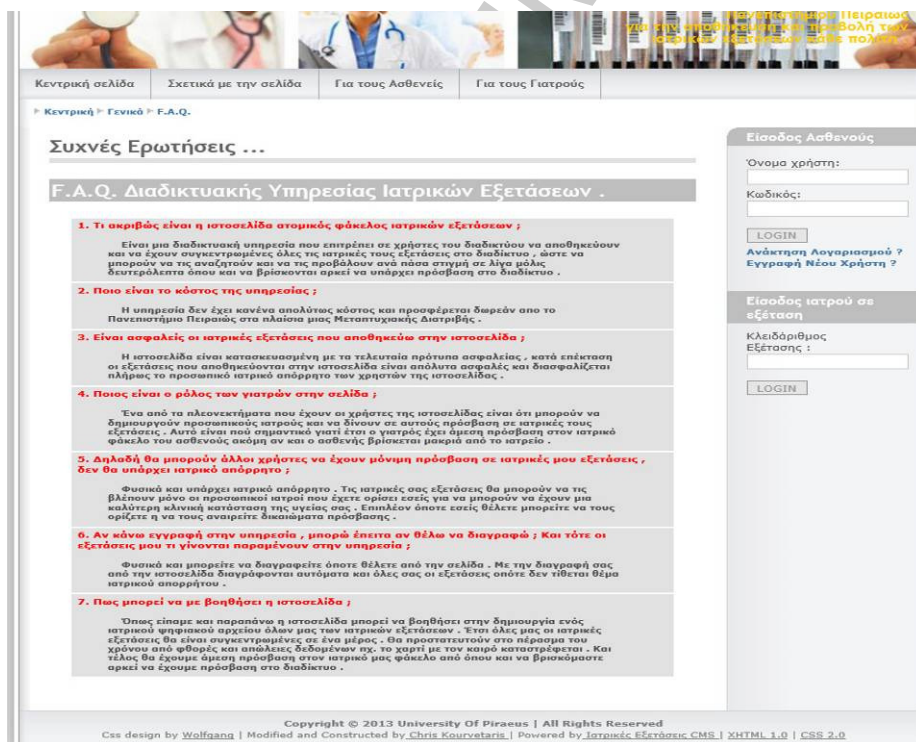 Πανεπιστήμιο Πειραιώς
για την αποθήκευση και προβολή των
ιατρικών εξετάσεων κάθε πολίτη
Κεντρική σελίδα
Σχετικά με την σελίδα
Για τους Ασθενείς
Για τους Γιατρούς
Κεντρική Γενικά F.A.Q.
Συχνές Ερωτήσεις ...
F.A.Q. Διαδικτυακής Υπηρεσίας Ιατρικών Εξετάσεων .
1. Τι ακριβώς είναι η ιστοσελίδα ατομικός φάκελος ιατρικών εξετάσεων ;
Είναι μια διαδικτυακή υπηρεσία που επιτρέπει σε χρήστες του διαδικτύου να αποθηκεύουν
και να έχουν συγκεντρωμένες όλες τις ιατρικές τους εξετάσεις στο διαδίκτυο , ώστε να
μπορούν να τις αναζητούν και να τις προβάλουν ανά πάσα στιγμή σε λίγα μόλις
δευτερόλεπτα όπου και να βρίσκονται αρκεί να υπάρχει πρόσβαση στο διαδίκτυο .
2. Ποιο είναι το κόστος της υπηρεσίας ;
Η υπηρεσία δεν έχει κανένα απολύτως κόστος και προσφέρεται δωρεάν απο το
Πανεπιστήμιο Πειραιώς στα πλαίσια μιας Μεταπτυχιακής Διατριβής .
3. Είναι ασφαλείς οι ιατρικές εξετάσεις που αποθηκεύω στην ιστοσελίδα ;
Η ιστοσελίδα είναι κατασκευασμένη με τα τελευταία πρότυπα ασφαλείας , κατά επέκταση
οι εξετάσεις που αποθηκεύονται στην ιστοσελίδα είναι απόλυτα ασφαλές και διασφαλίζεται
πλήρως το προσωπικό ιατρικό απόρρητο των χρηστών της ιστοσελίδας .
4. Ποιος είναι ο ρόλος των γιατρών στην σελίδα ;
Ένα από τα πλεονεκτήματα που έχουν οι χρήστες της ιστοσελίδας είναι ότι μπορούν να
δημιουργούν προσωπικούς ιατρούς και να δίνουν σε αυτούς πρόσβαση σε ιατρικές τους
εξετάσεις . Αυτό είναι πού σημαντικό γιατί έτσι ο γιατρός έχει άμεση πρόσβαση στον ιατρικό
φάκελο του ασθενούς ακόμη αν και ο ασθενής βρίσκεται μακριά από το ιατρείο .
5. Δηλαδή θα μπορούν άλλοι χρήστες να έχουν μόνιμη πρόσβαση σε ιατρικές μου εξετάσεις ,
δεν θα υπάρχει ιατρικό απόρρητο ;
Φυσικά και υπάρχει ιατρικό απόρρητο . Τις ιατρικές σας εξετάσεις θα μπορούν να τις
βλέπουν μόνο οι προσωπικοί ιατροί που έχετε ορίσει εσείς για να μπορούν να έχουν μια
καλύτερη κλινική κατάσταση της υγείας σας . Επιπλέον όποτε εσείς θέλετε μπορείτε να τους
ορίζετε η να τους αναιρείτε δικαιώματα πρόσβασης .
6. Αν κάνω εγγραφή στην υπηρεσία , μπορώ έπειτα αν θέλω να διαγραφώ ; Και τότε οι
εξετάσεις μου τι γίνονται παραμένουν στην υπηρεσία ;
Φυσικά και μπορείτε να διαγραφείτε όποτε θέλετε από την σελίδα . Με την διαγραφή σας
από την ιστοσελίδα διαγράφονται αυτόματα και όλες σας οι εξετάσεις οπότε δεν τίθεται θέμα
ιατρικού απορρήτου .
7. Πως μπορεί να με βοηθήσει η ιστοσελίδα ;
Όπως είπαμε και παραπάνω η ιστοσελίδα μπορεί να βοηθήσει στην δημιουργία ενός
ιατρικού ψηφιακού αρχείου όλων μας των ιατρικών εξετάσεων . Έτσι όλες μας οι ιατρικές
εξετάσεις θα είναι συγκεντρωμένες σε ένα μέρος . Θα προστατευτούν στο πέρασμα του
χρόνου από φθορές και απώλειες δεδομένων πχ. το χαρτί με τον καιρό καταστρέφεται . Και
τέλος θα έχουμε άμεση πρόσβαση στον ιατρικό μας φάκελο από όπου και να βρισκόμαστε
αρκεί να έχουμε πρόσβαση στο διαδίκτυο .
Είσοδος Ασθενούς
Όνομα χρήστη:
Κωδικός:
LOGIN
Ανάκτηση Λογαριασμού ?
Εγγραφή Νέου Χρήστη ?
Είσοδος ιατρού σε
εξέταση
Κλειδάριθμος
Εξέτασης :
LOGIN
Copyright © 2013 University Of Piraeus | All Rights Reserved
Css design by Wolfgang | Modified and Constructed by Chris Kourvetaris | Powered by Ιατρικές Εξετάσεις CMS | XHTML 1.0 | CSS 2.0